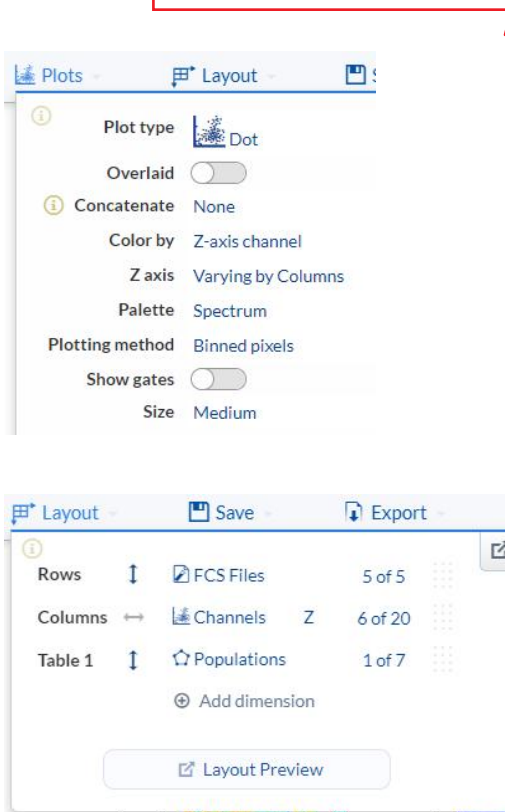 Plots Layout
Plot type Dot
Overlaid
Concatenate None
Color by Z-axis channel
Z axis Varying by Columns
Palette Spectrum
Plotting method Binned pixels
Show gates
Size Medium
Layout Save Export
Rows FCS Files 5 of 5
Columns Channels Z 6 of 20
Table 1 Populations 1 of 7
Add dimension
Layout Preview